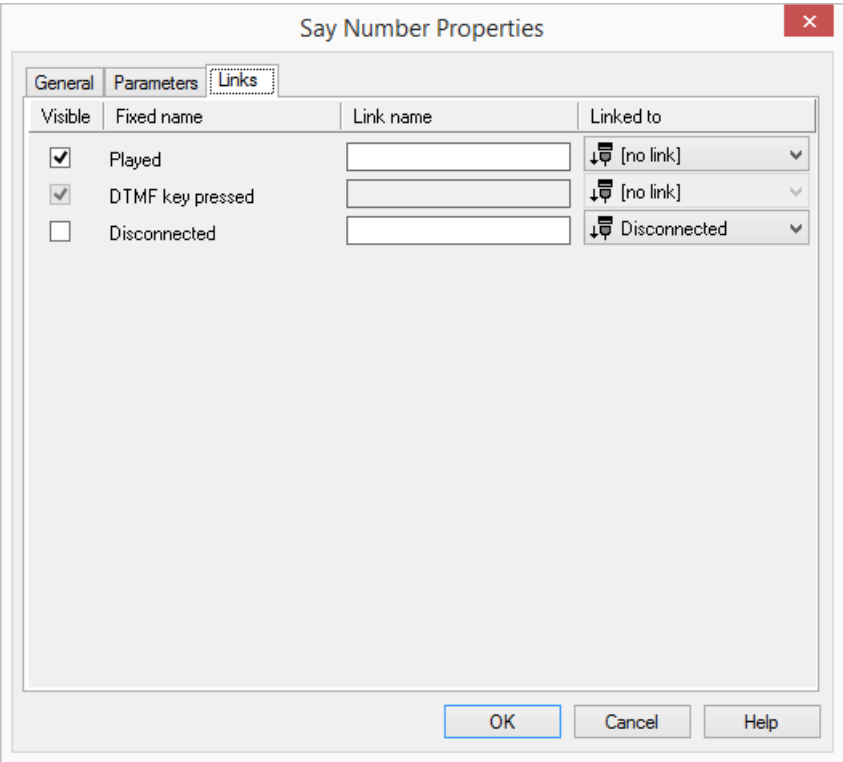 Say Number Properties
General Parameters Links
Visible Fixed name Link name Linked to
Played [no link]
DTMF key pressed [no link]
Disconnected Disconnected
OK Cancel Help